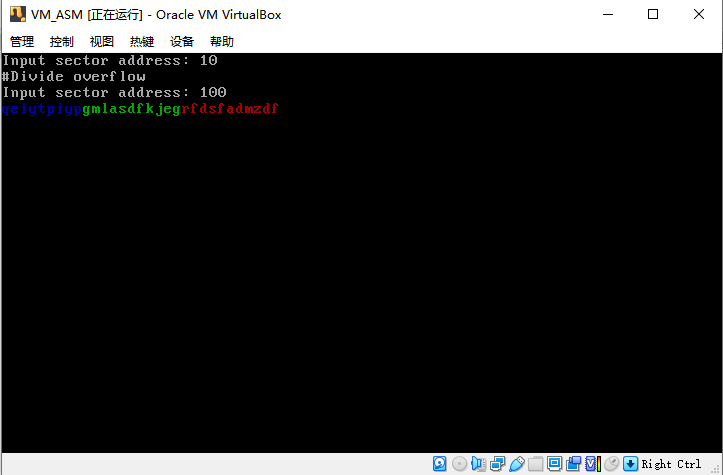 VM_ASM [正在运行] - Oracle VM VirtualBox
管理 控制 视图 热键 设备 帮助
Input sector address: 10
#Divide overflow
Input sector address: 100
qeiytpiypgmlasdfkjegrfdsfadmzdf
Right Ctrl